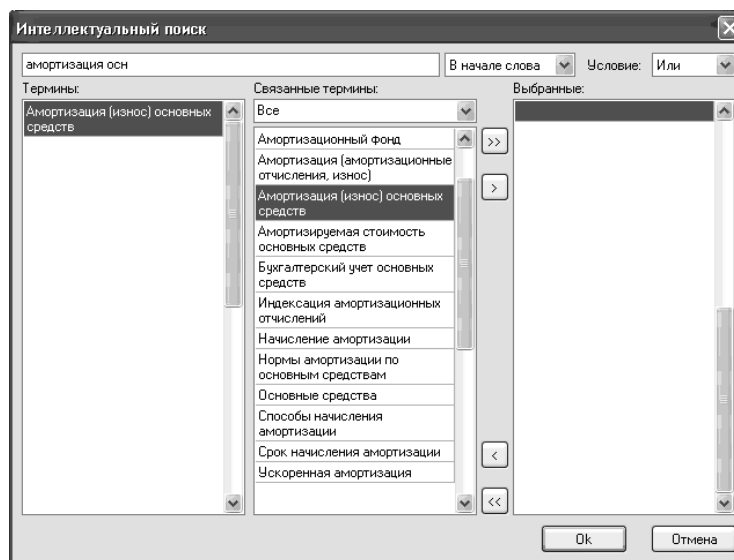 Интеллектуальный поиск
амортизация осн
В начале слова
Условие:
Или
Термины:
Связанные термины:
Выбранные:
Амортизация (износ) основных
средств
Все
Амортизационный фонд
Амортизация (амортизационные
отчисления, износ)
Амортизация (износ) основных
средств
Амортизируемая стоимость
основных средств
Бухгалтерский учет основных
средств
Индексация амортизационных
отчислений
Начисление амортизации
Нормы амортизации по
основным средствам
Основные средства
Способы начисления
амортизации
Срок начисления амортизации
Ускоренная амортизация
>>
>
<
<<
Ok
Отмена